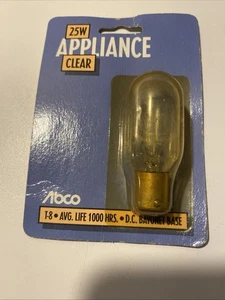 25W
APPLIANCE
CLEAR
Abco
T-8 • AVG. LIFE 1000 HRS. • D.C. BAYONET BASE